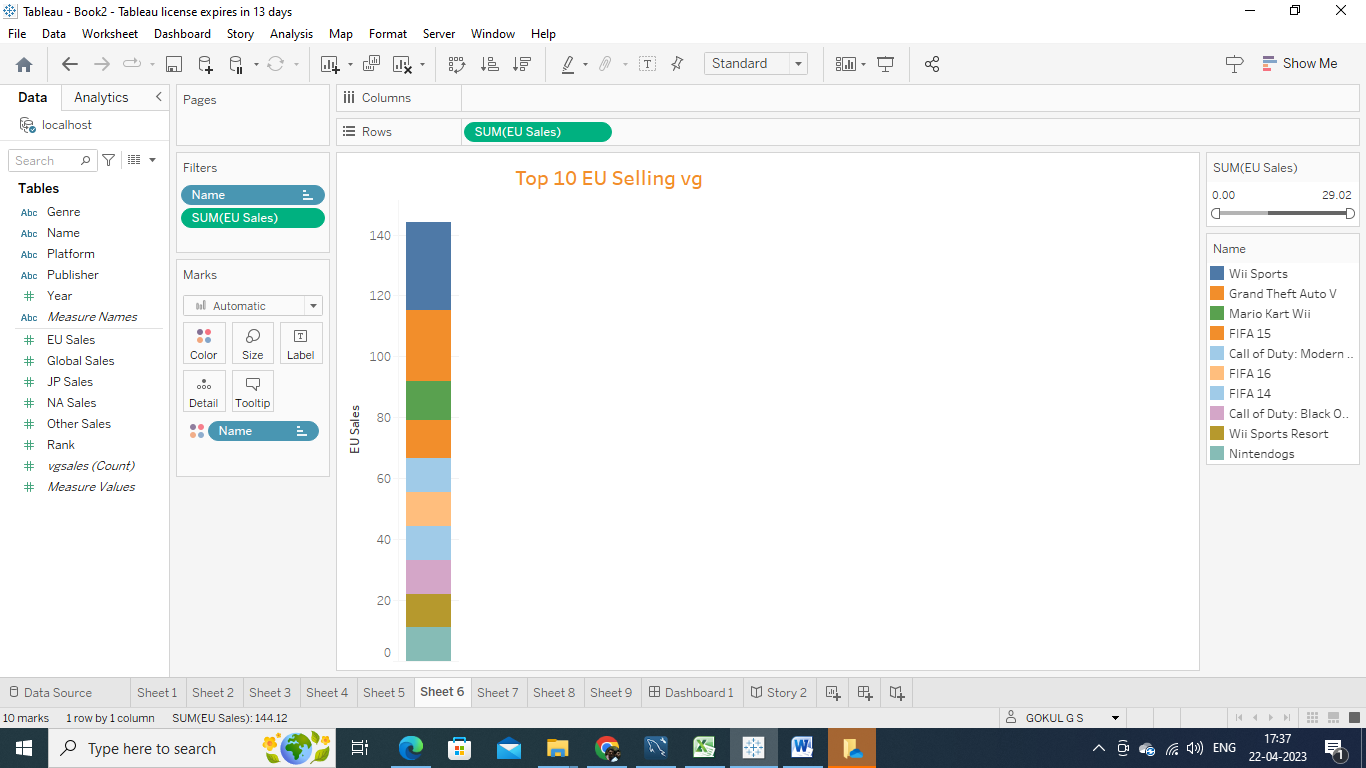 Tableau - Book2 - Tableau license expires in 13 days
File Data Worksheet Dashboard Story Analysis Map Format Server Window Help
Standard
Show Me
Data Analytics
localhost
Search
Tables
Abc Genre
Abc Name
Abc Platform
Abc Publisher
# Year
Abc Measure Names
# EU Sales
# Global Sales
# JP Sales
# NA Sales
# Other Sales
# Rank
# vgsales (Count)
# Measure Values
Pages
Filters
Name
SUM(EU Sales)
Marks
Automatic
Color Size Label
Detail Tooltip
Name
Columns
Rows SUM(EU Sales)
Top 10 EU Selling vg
EU Sales
140
120
100
80
60
40
20
0
SUM(EU Sales)
0.00 29.02
Name
Wii Sports
Grand Theft Auto V
Mario Kart Wii
FIFA 15
Call of Duty: Modern ..
FIFA 16
FIFA 14
Call of Duty: Black O..
Wii Sports Resort
Nintendogs
Data Source Sheet 1 Sheet 2 Sheet 3 Sheet 4 Sheet 5 Sheet 6 Sheet 7 Sheet 8 Sheet 9 Dashboard 1 Story 2
10 marks 1 row by 1 column SUM(EU Sales): 144.12 GOKUL G S
Type here to search
ENG
17:37
22-04-2023
1